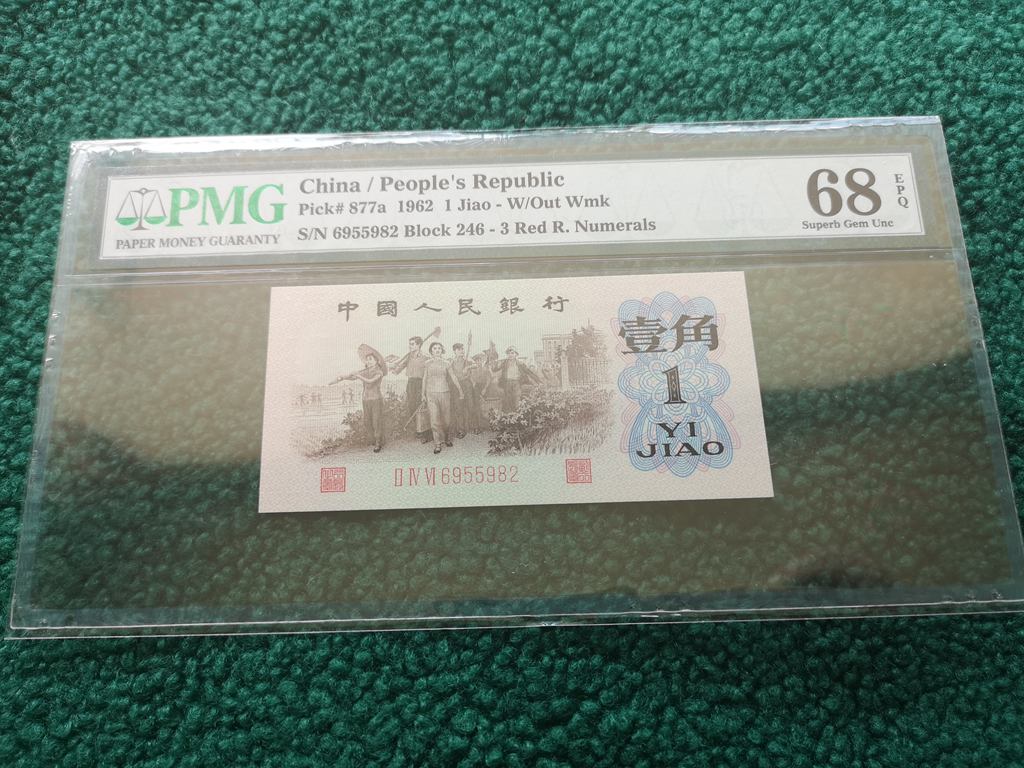 PMG
PAPER MONEY GUARANTY
China / People's Republic
Pick# 877a 1962 1 Jiao - W/Out Wmk
S/N 6955982 Block 246 - 3 Red R. Numerals
68
EPQ
Superb Gem Unc
中國人民銀行
壹角
1
YI
JIAO
II IV VI 6955982